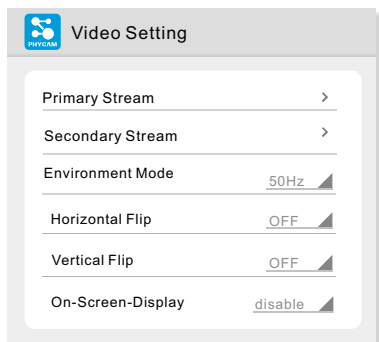 PHYCAM
Video Setting
Primary Stream
Secondary Stream
Environment Mode
50Hz
Horizontal Flip
OFF
Vertical Flip
OFF
On-Screen-Display
disable